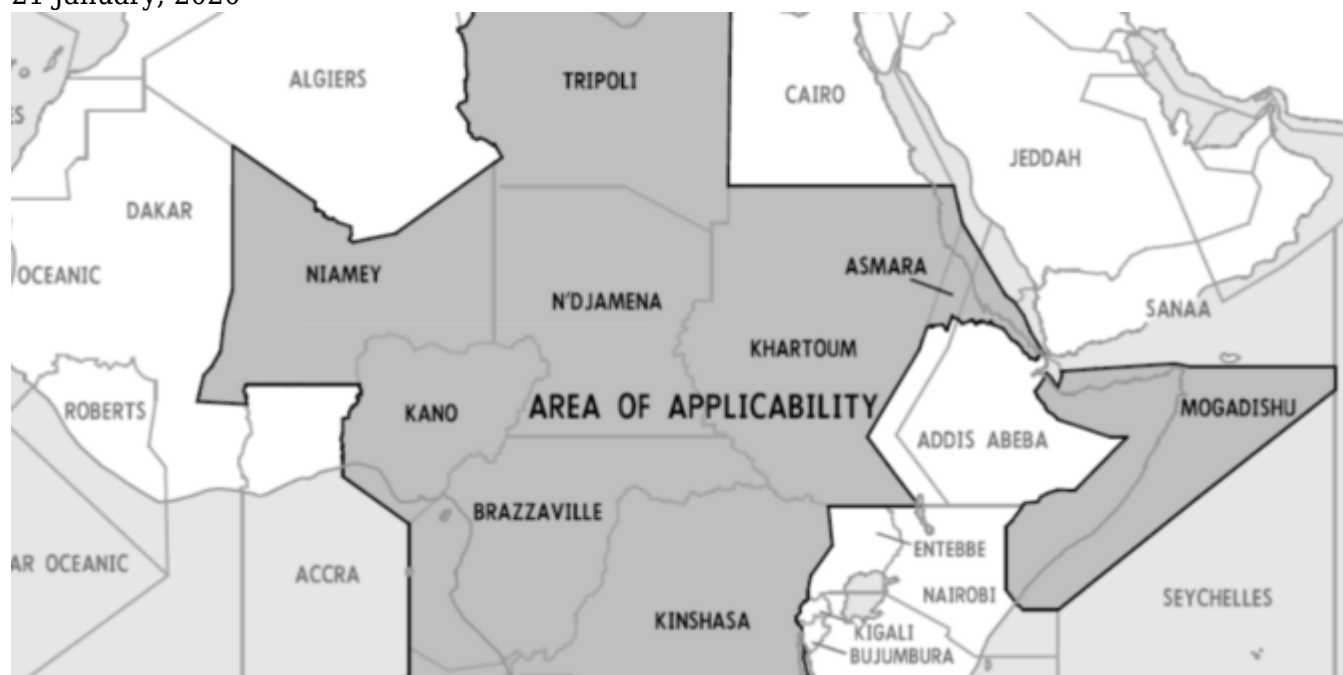 ALGIERS
TRIPOLI
CAIRO
JEDDAH
DAKAR
OCEANIC
NIAMEY
N'DJAMENA
ASMARA
SANAA
KHARTOUM
ROBERTS
KANO
AREA OF APPLICABILITY
MOGADISHU
ADDIS ABEBA
BRAZZAVILLE
ENTEBBE
AR OCEANIC
ACCRA
NAIROBI
SEYCHELLES
KINSHASA
KIGALI
BUJUMBURA